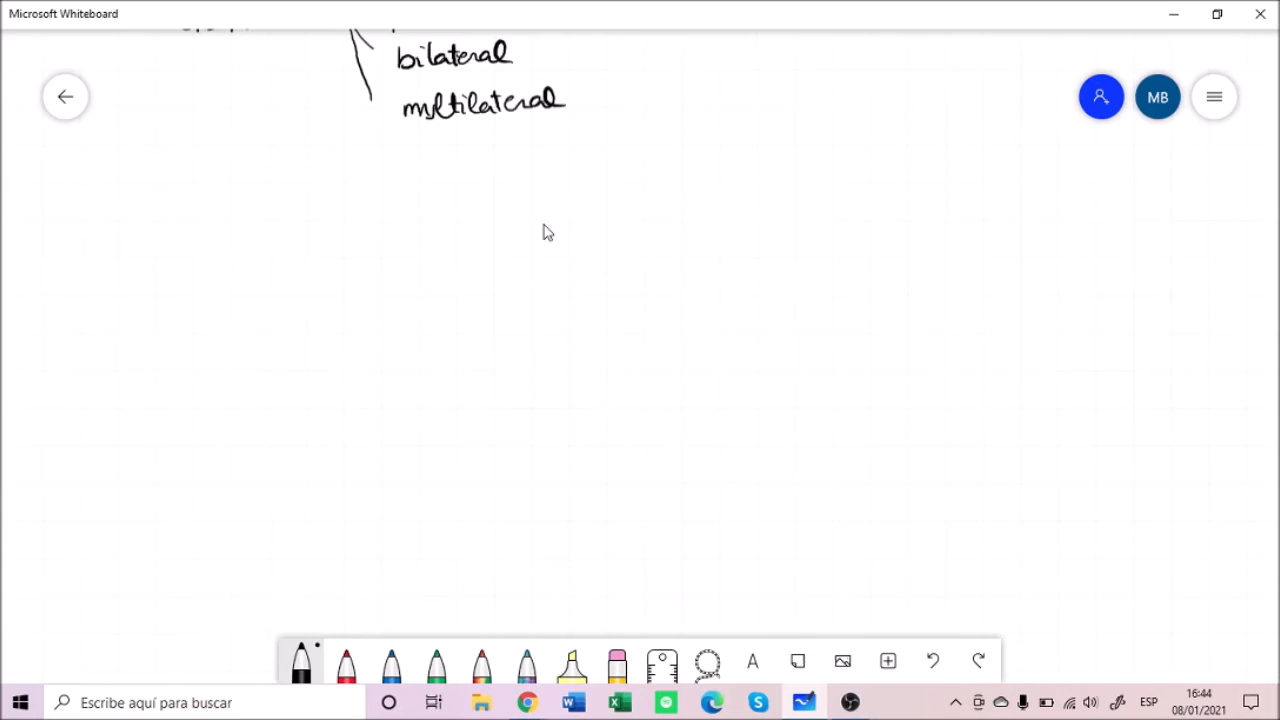 Microsoft Whiteboard
bilateral
multilateral
MB
A
Escribe aquí para buscar
ESP
16:44
08/01/2021